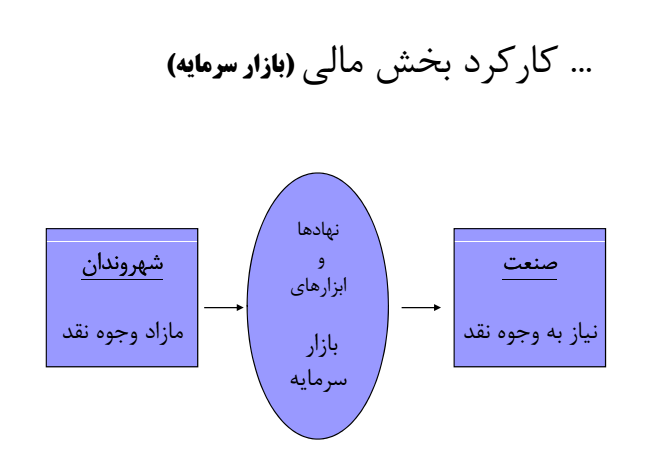 ... کارکرد بخش مالی (بازار سرمایه)
شهروندان
مازاد وجوه نقد
نهادها
و
ابزارهای
بازار
سرمایه
صنعت
نیاز به وجوه نقد